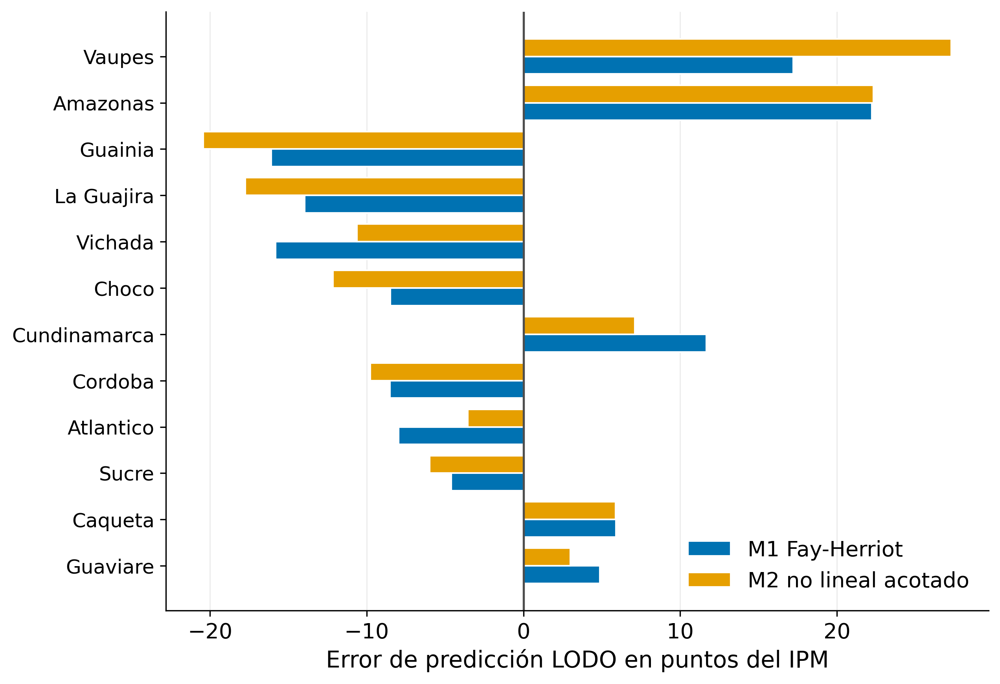 Vaupes
Amazonas
Guainia
La Guajira
Vichada
Choco
Cundinamarca
Cordoba
Atlantico
Sucre
Caqueta
Guaviare
M1 Fay-Herriot
M2 no lineal acotado
−20 −10 0 10 20
Error de predicción LODO en puntos del IPM